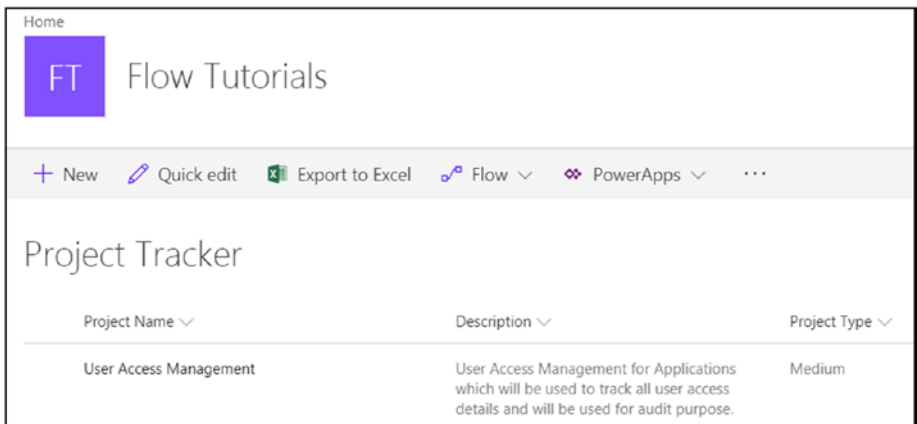 Home
FT Flow Tutorials
New Quick edit Export to Excel Flow PowerApps ...
Project Tracker
Project Name Description Project Type
User Access Management User Access Management for Applications Medium
which will be used to track all user access
details and will be used for audit purpose.